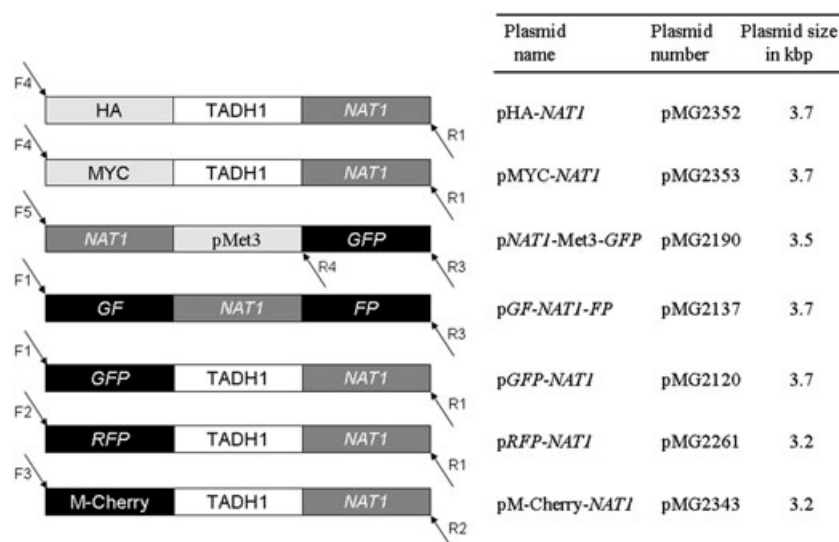 Plasmid name Plasmid number Plasmid size in kbp
F4
HA TADH1 NAT1 pHA-NAT1 pMG2352 3.7
R1
F4
MYC TADH1 NAT1 pMYC-NAT1 pMG2353 3.7
R1
F5
NAT1 pMet3 GFP pNAT1-Met3-GFP pMG2190 3.5
R4 R3
F1
GF NAT1 FP pGF-NAT1-FP pMG2137 3.7
R3
F1
GFP TADH1 NAT1 pGFP-NAT1 pMG2120 3.7
R1
F2
RFP TADH1 NAT1 pRFP-NAT1 pMG2261 3.2
R1
F3
M-Cherry TADH1 NAT1 pM-Cherry-NAT1 pMG2343 3.2
R2